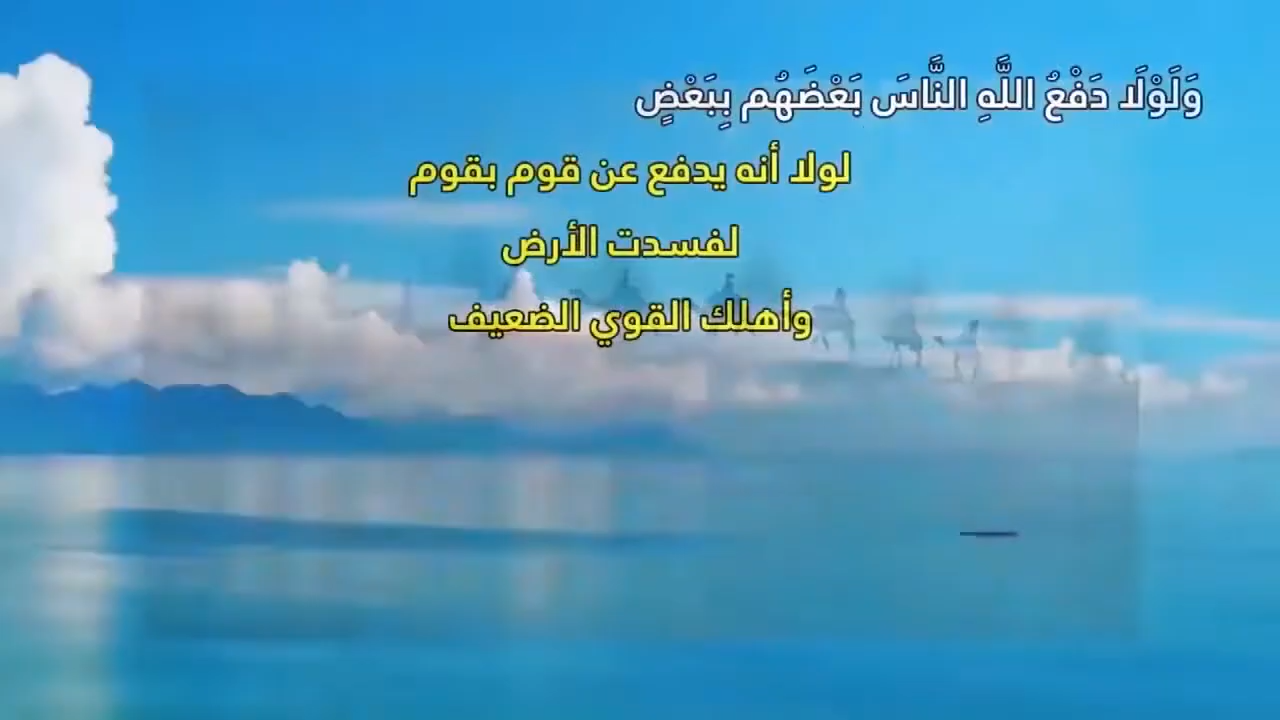 وَلَوْلَا دَفْعُ اللَّهِ النَّاسَ بَعْضَهُم بِبَعْضٍ
لولا أنه يدفع عن قوم بقوم
لفسدت الأرض
وأهلك القوي الضعيف